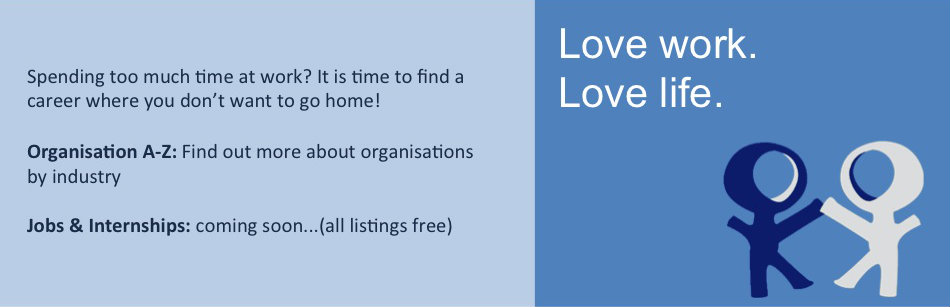 Spending too much time at work? It is time to find a
career where you don’t want to go home!
Organisation A-Z: Find out more about organisations
by industry
Jobs & Internships: coming soon...(all listings free)
Love work.
Love life.